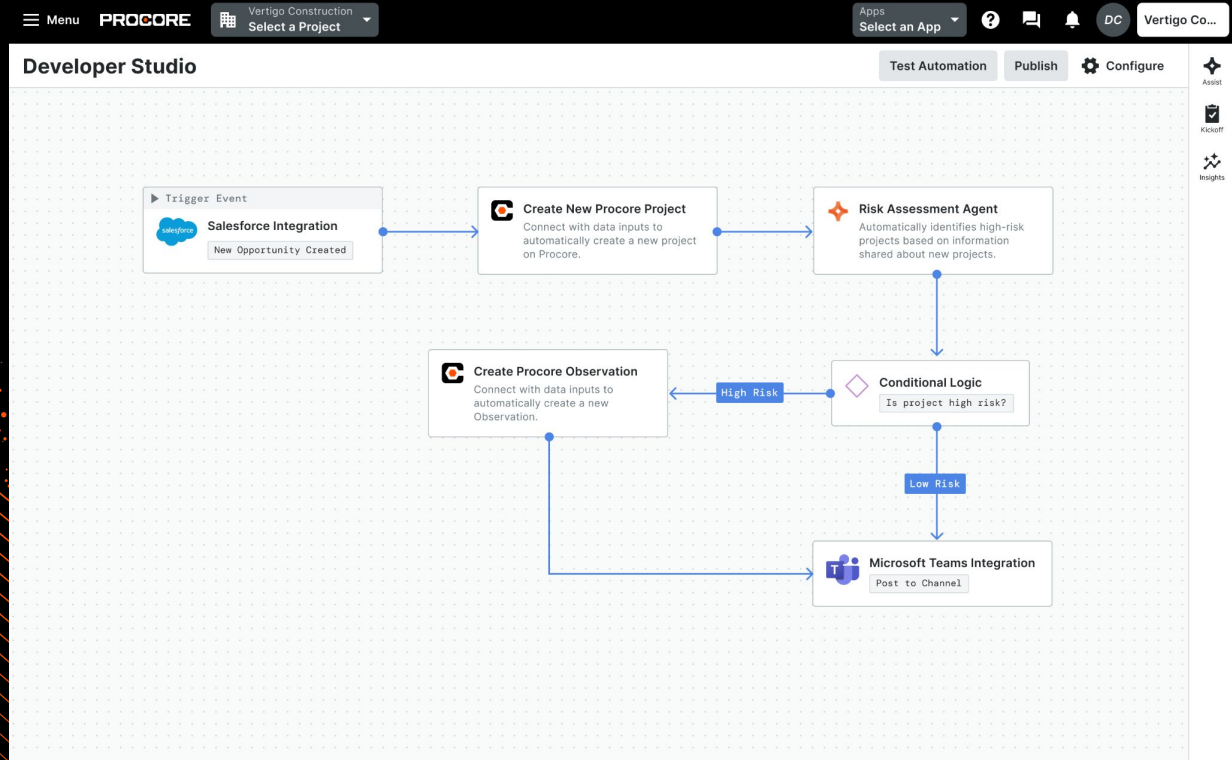 Menu
PROCORE
Vertigo Construction
Select a Project
Apps
Select an App
?
DC
Vertigo Co...
Developer Studio
Test Automation
Publish
Configure
Assist
Kickoff
Insights
Trigger Event
salesforce
Salesforce Integration
New Opportunity Created
Create New Procore Project
Connect with data inputs to
automatically create a new project
on Procore.
Risk Assessment Agent
Automatically identifies high-risk
projects based on information
shared about new projects.
Create Procore Observation
Connect with data inputs to
automatically create a new
Observation.
High Risk
Conditional Logic
Is project high risk?
Low Risk
T
Microsoft Teams Integration
Post to Channel